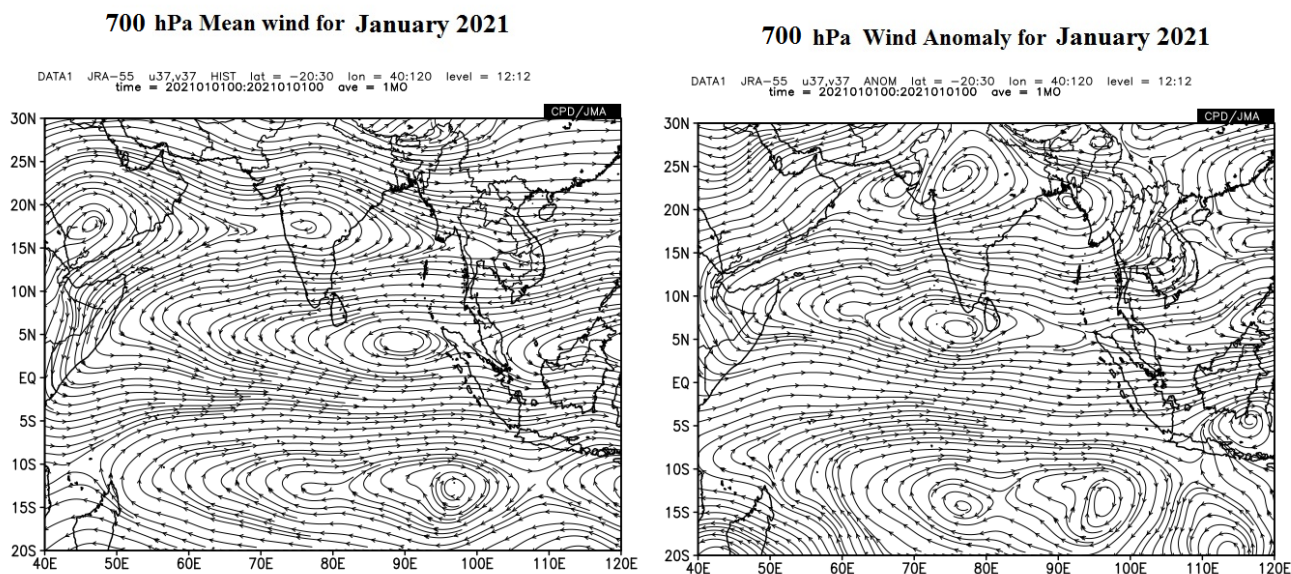 700 hPa Mean wind for January 2021
DATA1 JRA-55 u37,v37 HIST lat = -20:30 lon = 40:120 level = 12:12
time = 2021010100:2021010100 ave = 1MO
CPD/JMA
30N
25N
20N
15N
10N
5N
EQ
5S
10S
15S
20S
40E 50E 60E 70E 80E 90E 100E 110E 120E
700 hPa Wind Anomaly for January 2021
DATA1 JRA-55 u37,v37 ANOM lat = -20:30 lon = 40:120 level = 12:12
time = 2021010100:2021010100 ave = 1MO
CPD/JMA
30N
25N
20N
15N
10N
5N
EQ
5S
10S
15S
20S
40E 50E 60E 70E 80E 90E 100E 110E 120E